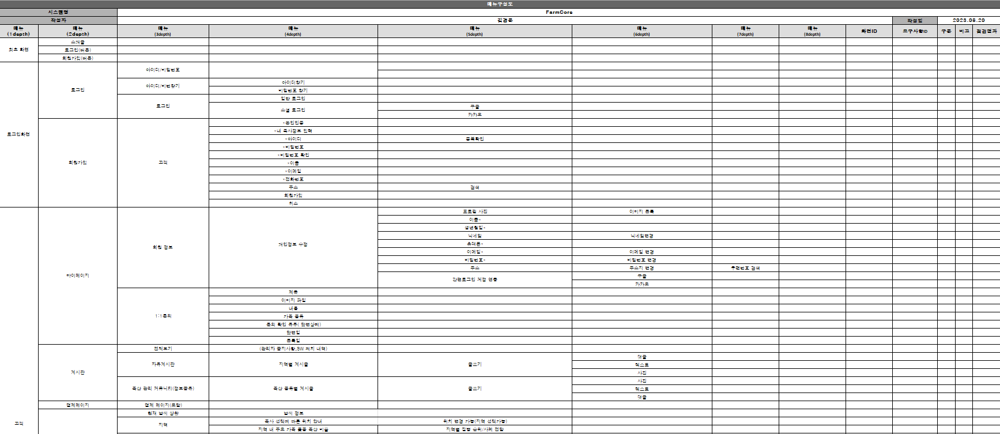 메뉴구성도
시스템명 FarmCore
작성자 김경문 작성일 2023.08.29
메뉴 (1depth) 메뉴 (2depth) 메뉴 (3depth) 메뉴 (4depth) 메뉴 (5depth) 메뉴 (6depth) 메뉴 (7depth) 메뉴 (8depth) 화면ID 요구사항ID 구분 비고 점검결과
최초 화면 소개글
로그인(버튼)
회원가입(버튼)
로그인화면 로그인 아이디/비밀번호
아이디/비번찾기 아이디찾기
비밀번호 찾기
로그인 일반 로그인
소셜 로그인 구글
카카오
회원가입 고객 *본인인증
*내 축사정보 입력
*아이디 중복확인
*비밀번호
*비밀번호 확인
*이름
*이메일
*전화번호
주소 검색
회원가입
취소
고객 마이페이지 회원 정보 개인정보 수정 프로필 사진 이미지 등록
이름*
생년월일*
닉네임 닉네임변경
휴대폰*
이메일* 이메일 변경
비밀번호* 비밀번호 변경
주소 주소지 변경 우편번호 검색
간편로그인 계정 연동 구글
카카오
1:1문의 제목
이미지 파일
내용
가축 종류
문의 확인 유무( 답변상태)
답변일
등록일
게시판 전체보기 (관리자 공지사항,SW 패치 내역)
자유게시판 지역별 게시글 글쓰기 댓글
텍스트
사진
축산 관리 커뮤니티(정보공유) 축산 종류별 게시글 글쓰기 사진
텍스트
댓글
결제페이지 결제 페이지(모달)
현재 날씨 상황 날씨 정보
지역 축사 선택에 따른 위치 안내 위치 변경 가능(지역 선택가능)
지역 내 주요 가축 품종 축산 비율 지역별 질병 순위/사례 전달